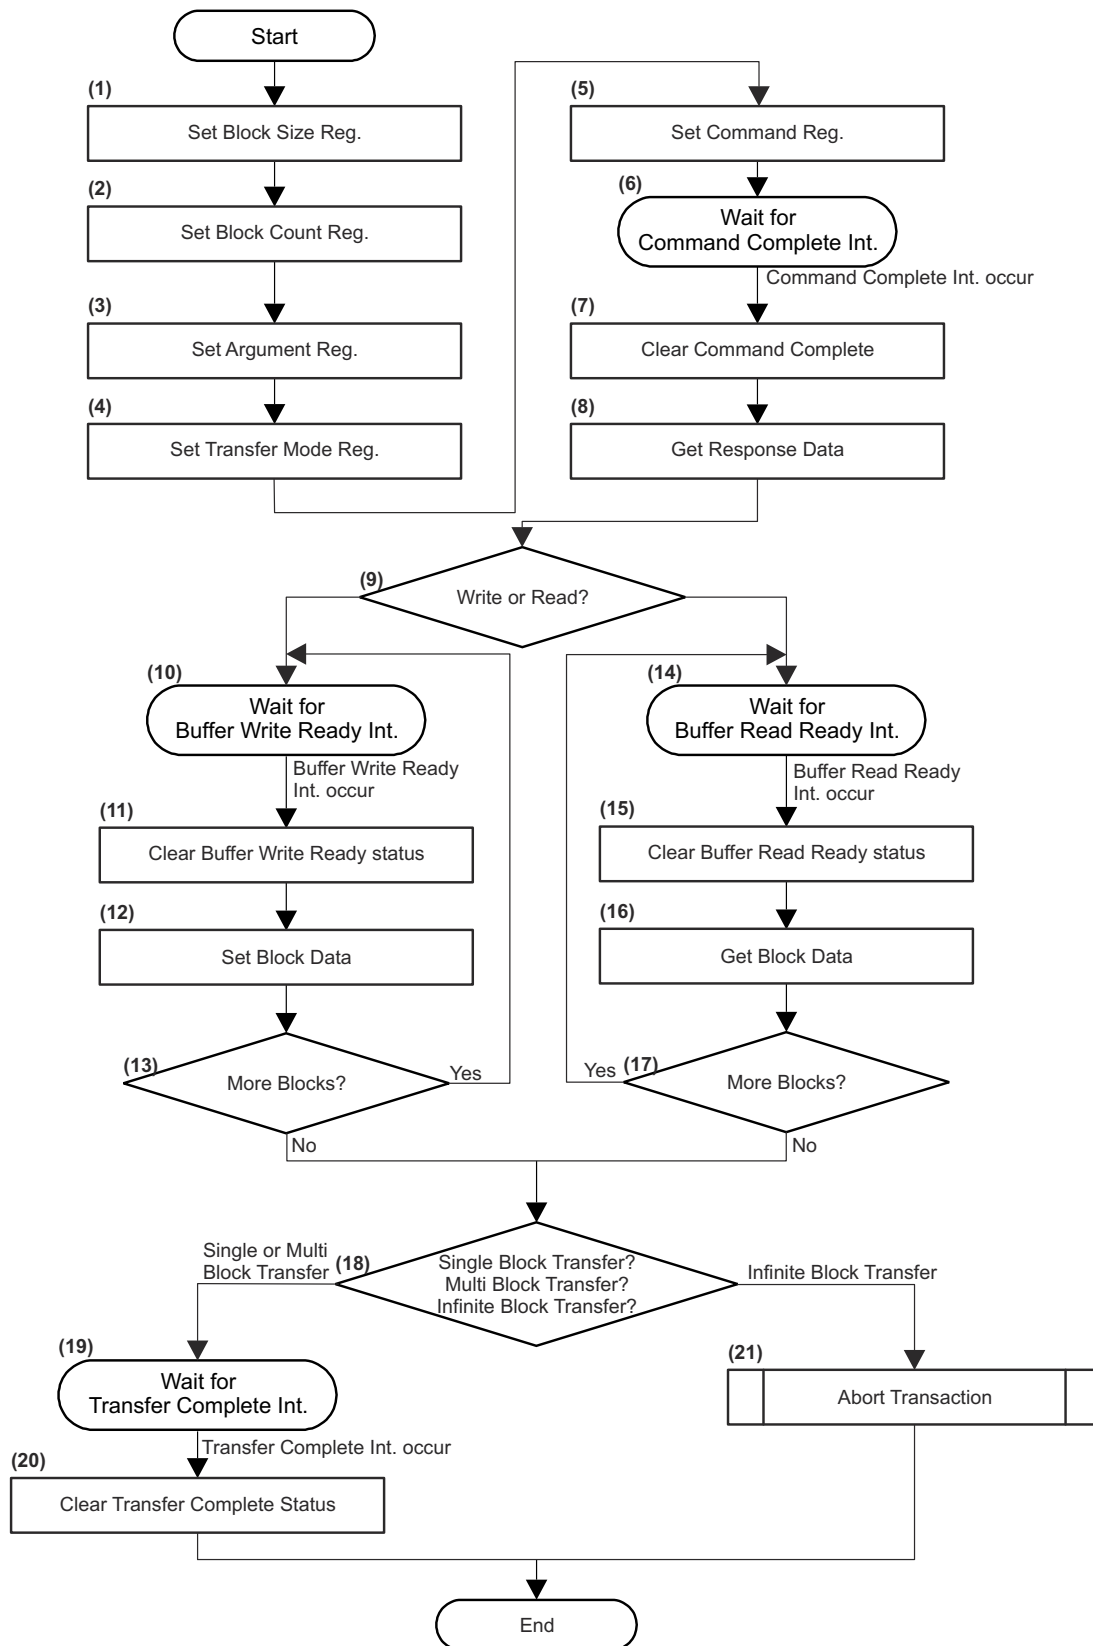 Start
(1)
Set Block Size Reg.
(2)
Set Block Count Reg.
(3)
Set Argument Reg.
(4)
Set Transfer Mode Reg.
(5)
Set Command Reg.
(6)
Wait for
Command Complete Int.
Command Complete Int. occur
(7)
Clear Command Complete
(8)
Get Response Data
(9)
Write or Read?
(10)
Wait for
Buffer Write Ready Int.
Buffer Write Ready
Int. occur
(11)
Clear Buffer Write Ready status
(12)
Set Block Data
(13)
More Blocks?
Yes
No
(14)
Wait for
Buffer Read Ready Int.
Buffer Read Ready
Int. occur
(15)
Clear Buffer Read Ready status
(16)
Get Block Data
(17)
More Blocks?
Yes
No
(18)
Single Block Transfer?
Multi Block Transfer?
Infinite Block Transfer?
Single or Multi
Block Transfer
Infinite Block Transfer
(19)
Wait for
Transfer Complete Int.
Transfer Complete Int. occur
(20)
Clear Transfer Complete Status
(21)
Abort Transaction
End